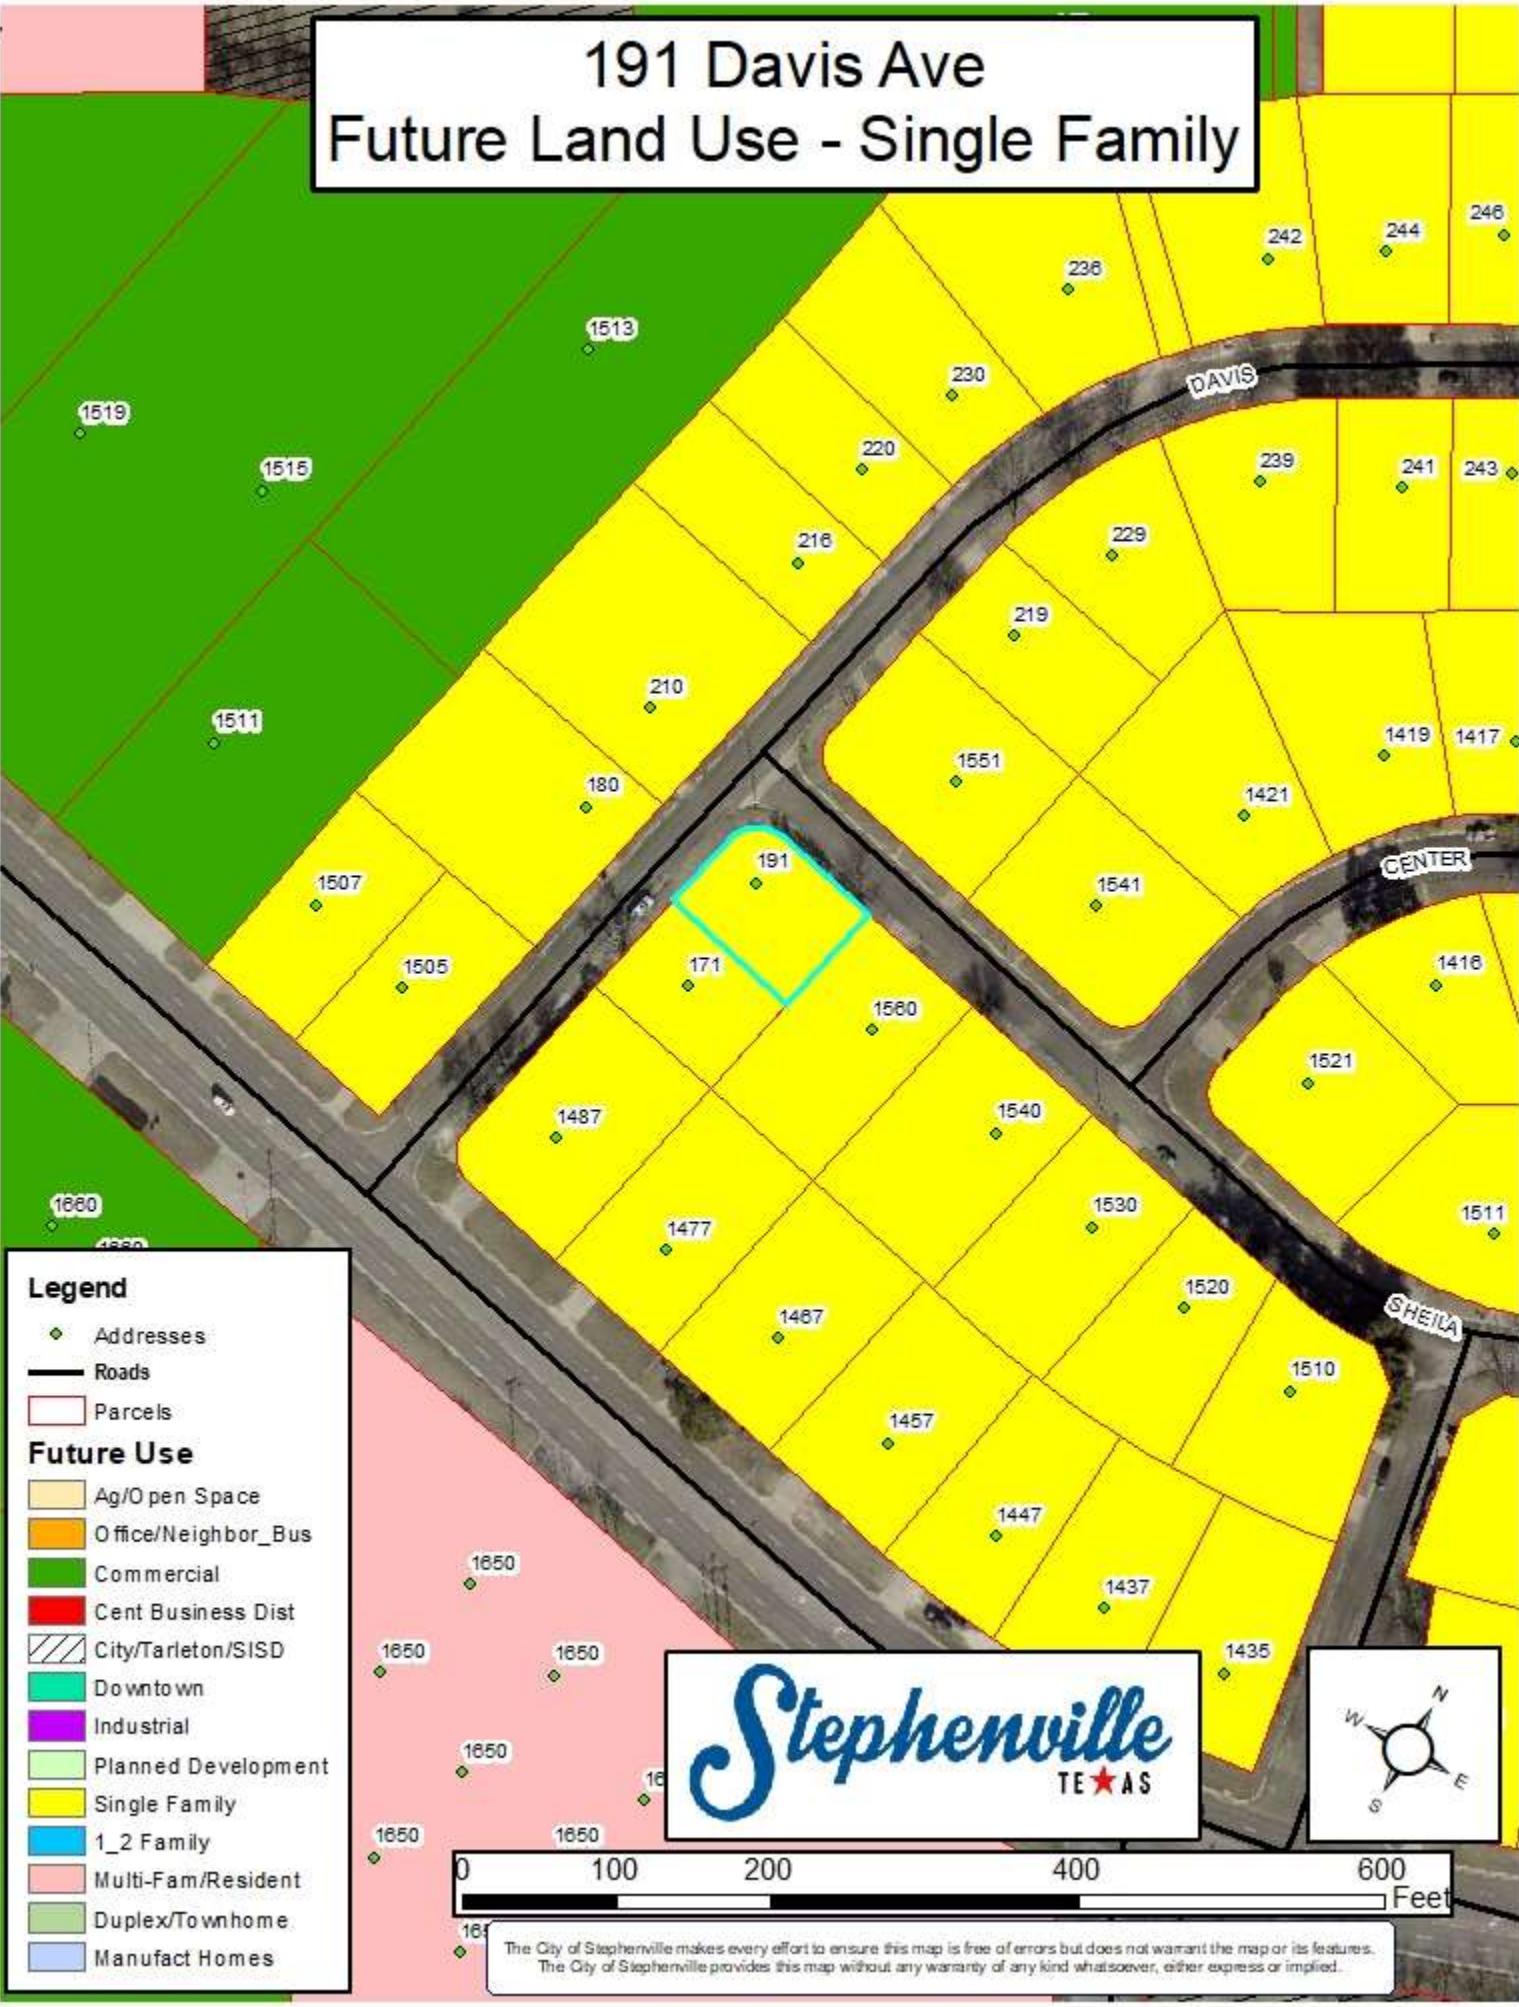 191 Davis Ave
Future Land Use - Single Family
246
244
242
236
1513
230
DAVIS
1519
220
1515
239
241
243
216
229
219
210
1511
1419
1417
1551
180
1421
CENTER
191
1507
1541
1505
171
1416
1560
1521
1487
1540
1660
1530
1511
1477
1520
1467
SHEILA
1510
1457
1447
1437
1650
1650
1650
1435
1650
1650
1650
Legend
Addresses
Roads
Parcels
Future Use
Ag/Open Space
Office/Neighbor_Bus
Commercial
Cent Business Dist
City/Tarleton/SISD
Downtown
Industrial
Planned Development
Single Family
1_2 Family
Multi-Fam/Resident
Duplex/Townhome
Manufact Homes
Stephenville
TEXAS
N
W
E
S
0 100 200 400 600
Feet
The City of Stephenville makes every effort to ensure this map is free of errors but does not warrant the map or its features.
The City of Stephenville provides this map without any warranty of any kind whatsoever, either express or implied.